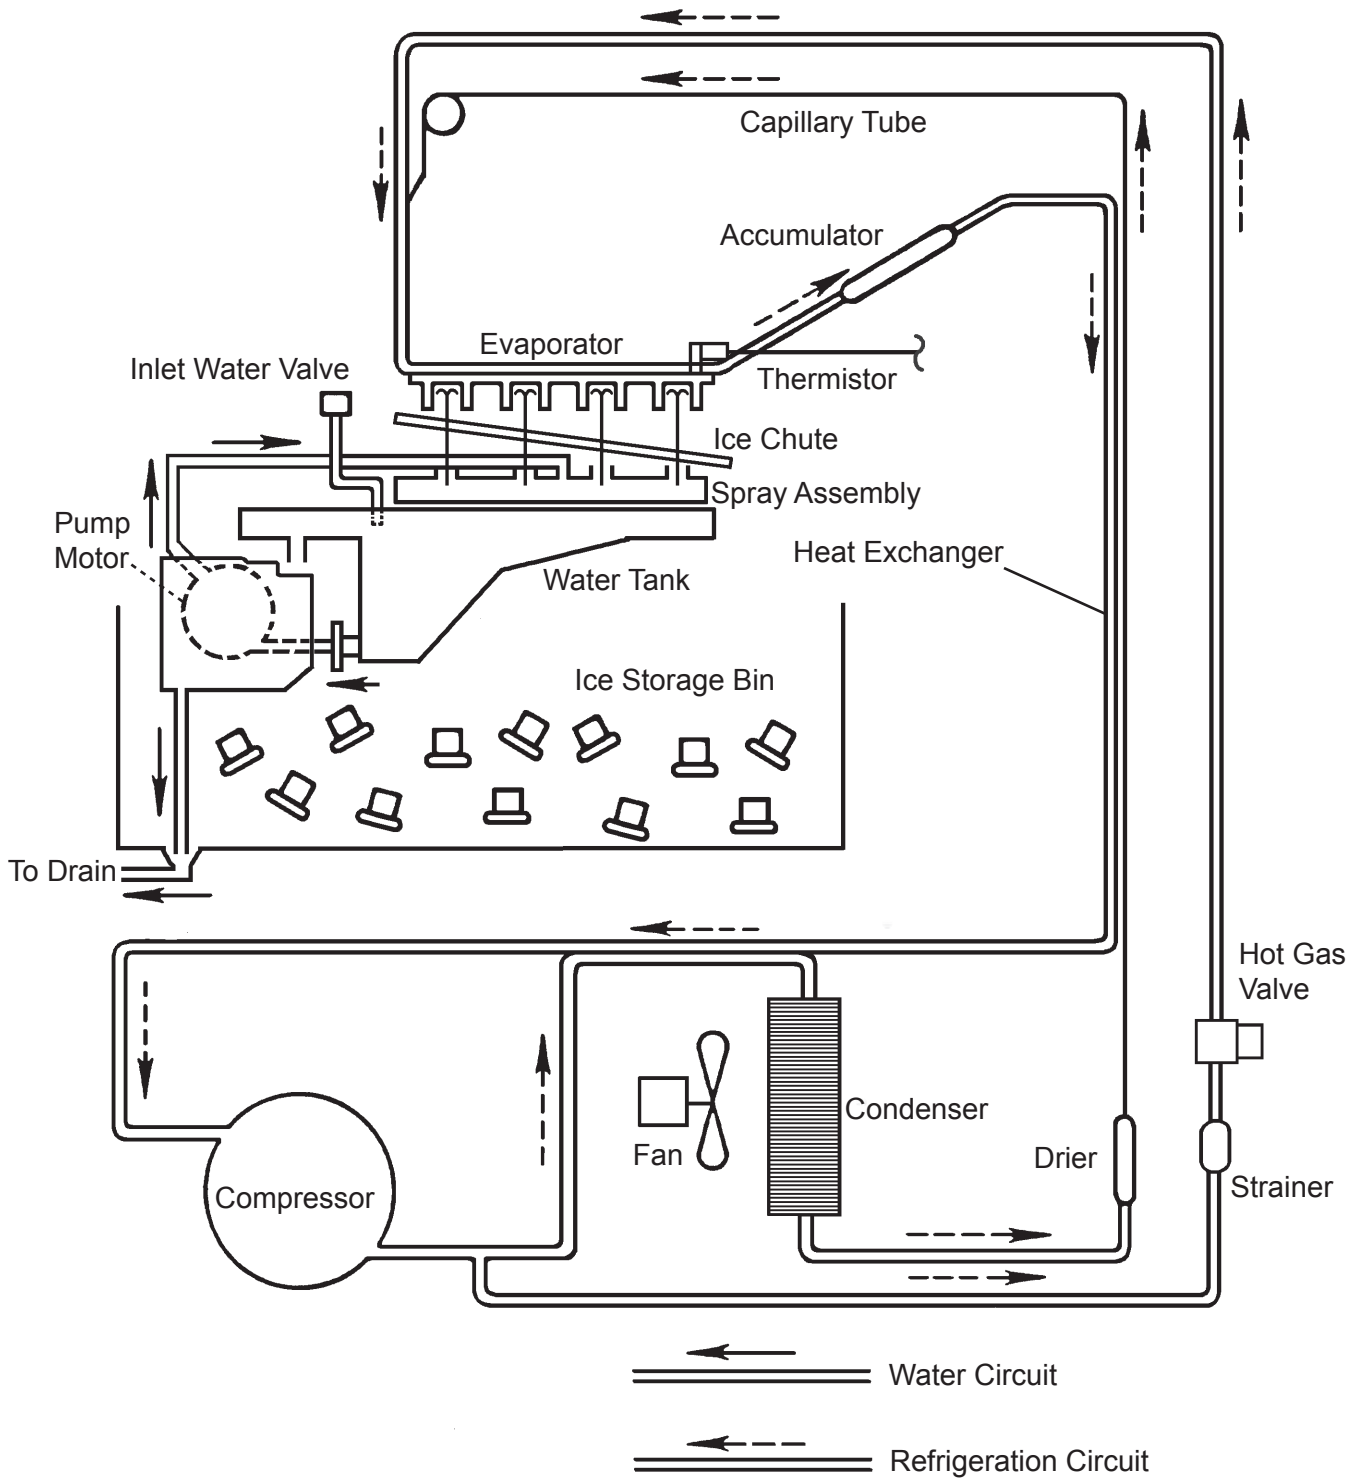 Capillary Tube
Accumulator
Evaporator
Inlet Water Valve
Thermistor
Ice Chute
Spray Assembly
Pump
Motor
Heat Exchanger
Water Tank
Ice Storage Bin
To Drain
Hot Gas
Valve
Condenser
Fan
Drier
Compressor
Strainer
Water Circuit
Refrigeration Circuit